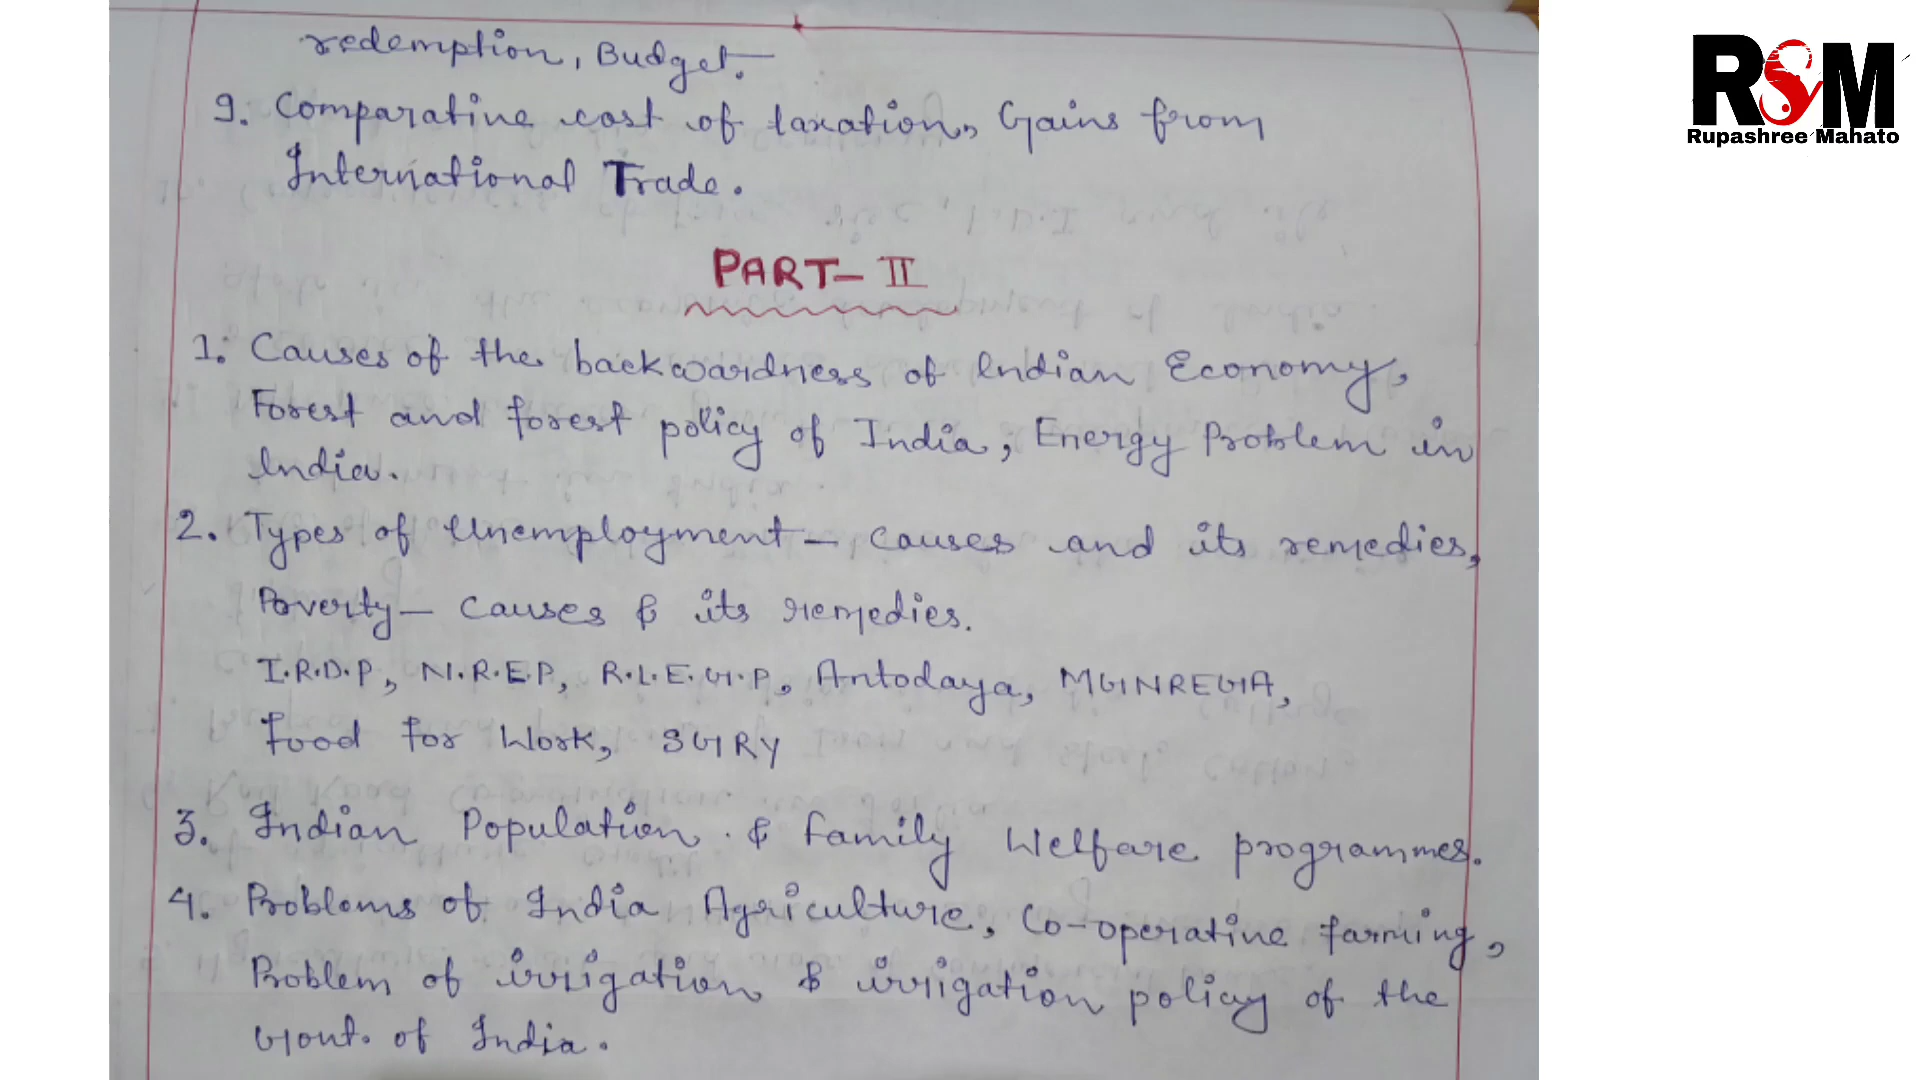 redemption, Budget.
9. Comparative cost of taxation, Gains from
International Trade.
PART- II
1. Causes of the backwardness of Indian Economy,
Forest and forest policy of India, Energy Problem in
India.
2. Types of Unemployment - causes and its remedies,
Poverty - causes & its remedies.
I.R.D.P, N.R.E.P, R.L.E.G.P, Antodaya, MGNREGA,
Food for Work, SGRY
3. Indian Population & family Welfare programmes.
4. Problems of India Agriculture, Co-operative farming,
Problem of irrigation & irrigation policy of the
Govt. of India.
RSM
Rupashree Mahato